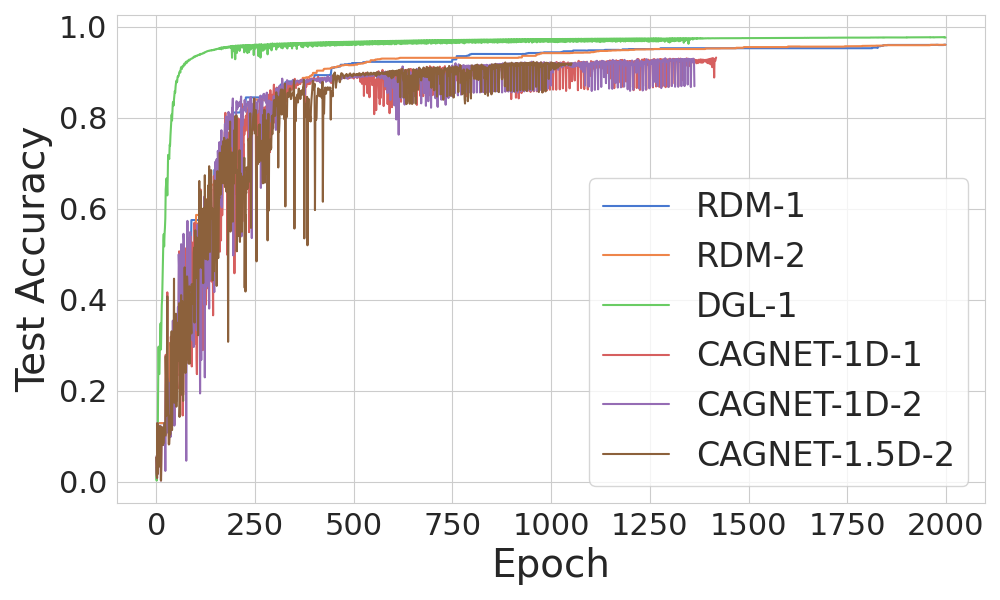 Test Accuracy
1.0
0.8
0.6
0.4
0.2
0.0
RDM-1
RDM-2
DGL-1
CAGNET-1D-1
CAGNET-1D-2
CAGNET-1.5D-2
0 250 500 750 1000 1250 1500 1750 2000
Epoch